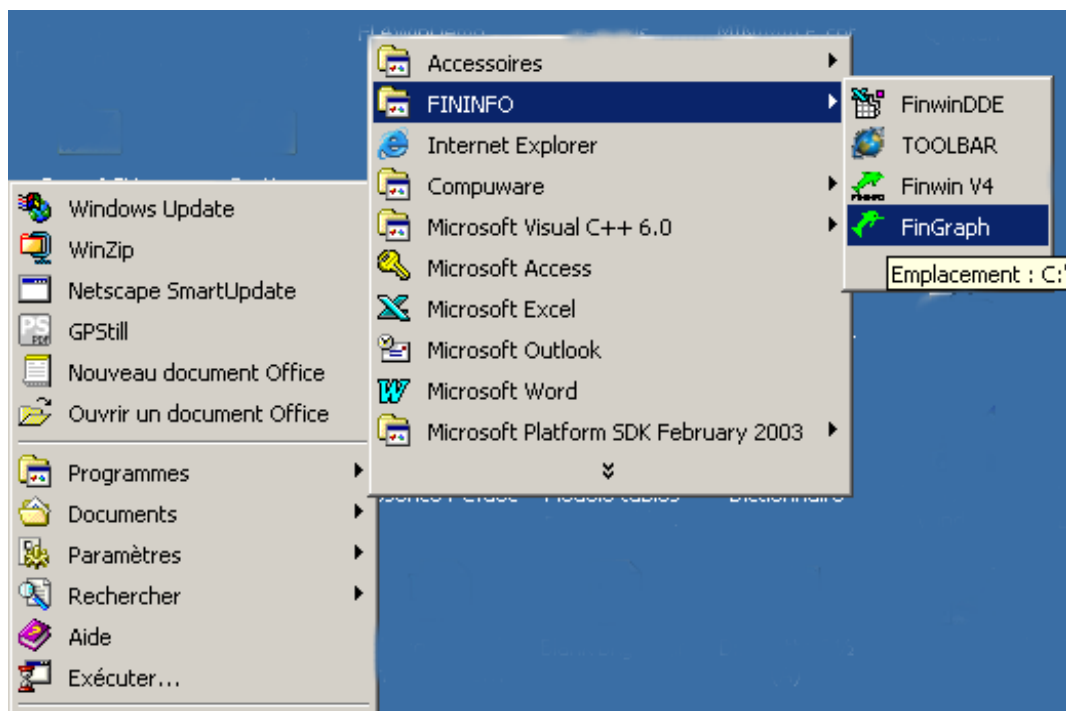 Accessoires
FININFO
Internet Explorer
Compuware
Microsoft Visual C++ 6.0
Microsoft Access
Microsoft Excel
Microsoft Outlook
Microsoft Word
Microsoft Platform SDK February 2003
FinwinDDE
TOOLBAR
Finwin V4
FinGraph
Emplacement : C:\
Windows Update
WinZip
Netscape SmartUpdate
GPStill
Nouveau document Office
Ouvrir un document Office
Programmes
Documents
Paramètres
Rechercher
Aide
Exécuter...